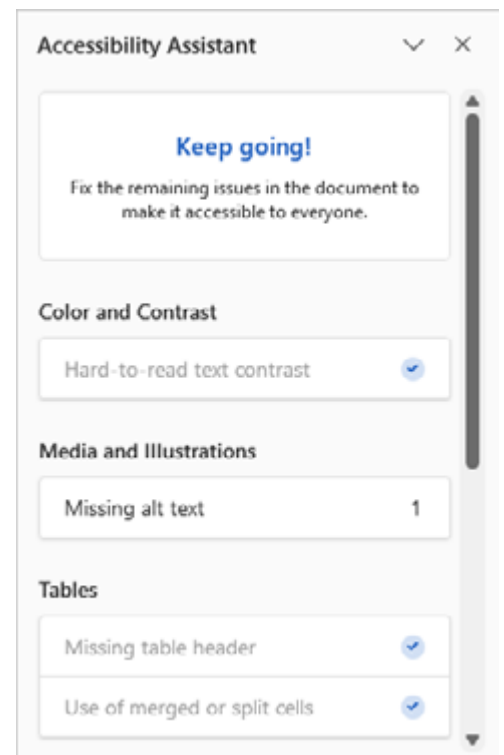 Accessibility Assistant
Keep going!
Fix the remaining issues in the document to
make it accessible to everyone.
Color and Contrast
Hard-to-read text contrast
Media and Illustrations
Missing alt text 1
Tables
Missing table header
Use of merged or split cells